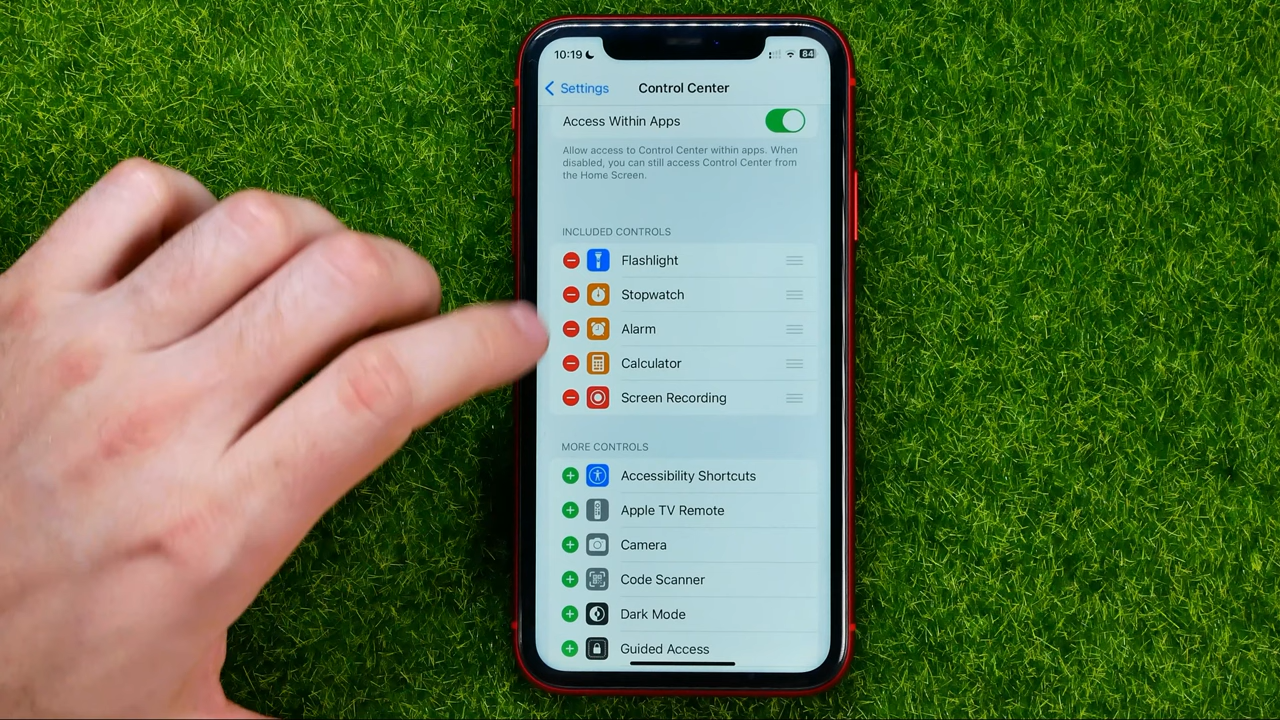 10:19
84
Settings
Control Center
Access Within Apps
Allow access to Control Center within apps. When
disabled, you can still access Control Center from
the Home Screen.
INCLUDED CONTROLS
Flashlight
Stopwatch
Alarm
Calculator
Screen Recording
MORE CONTROLS
Accessibility Shortcuts
Apple TV Remote
Camera
Code Scanner
Dark Mode
Guided Access